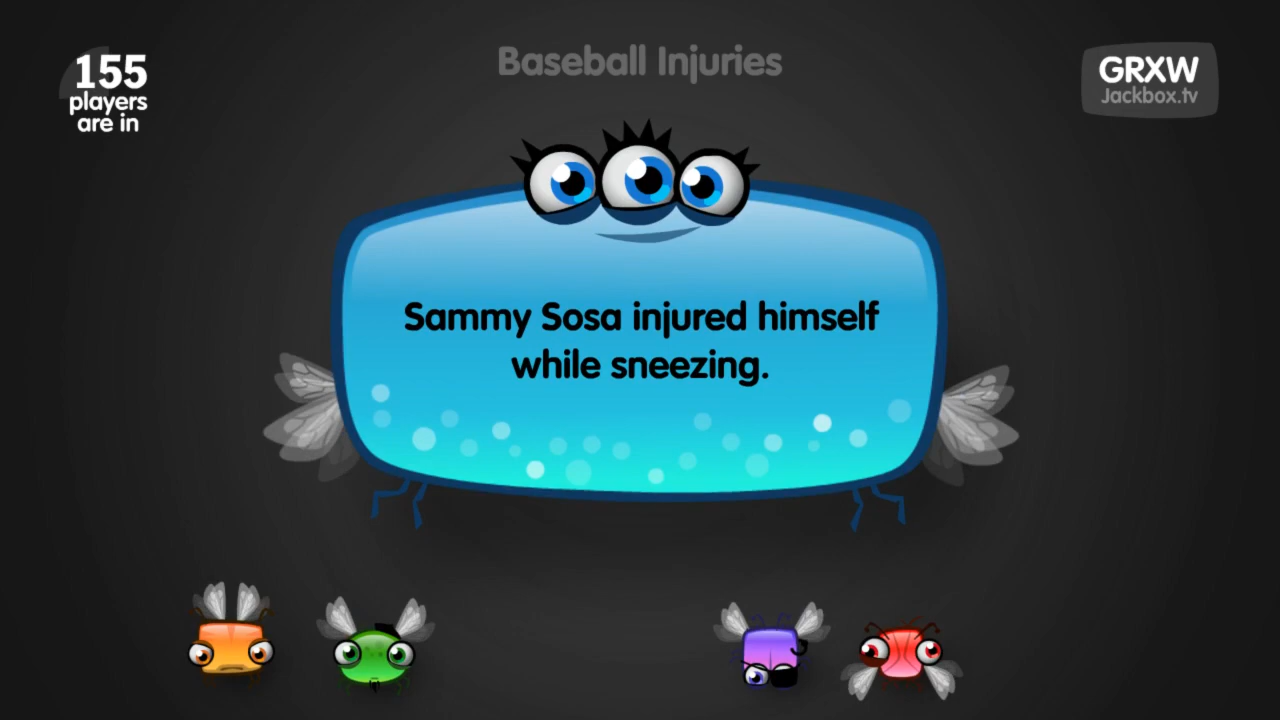 155
players
are in
Baseball Injuries
GRXW
Jackbox.tv
Sammy Sosa injured himself
while sneezing.